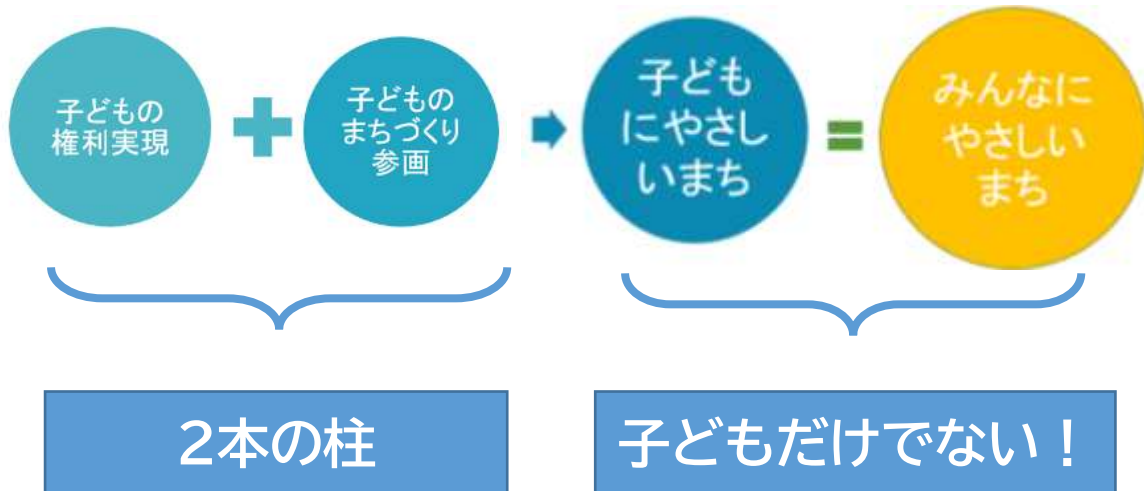 子どもの
権利実現
子どもの
まちづくり
参画
子ども
にやさし
いまち
みんなに
やさしい
まち
2本の柱
子どもだけでない！